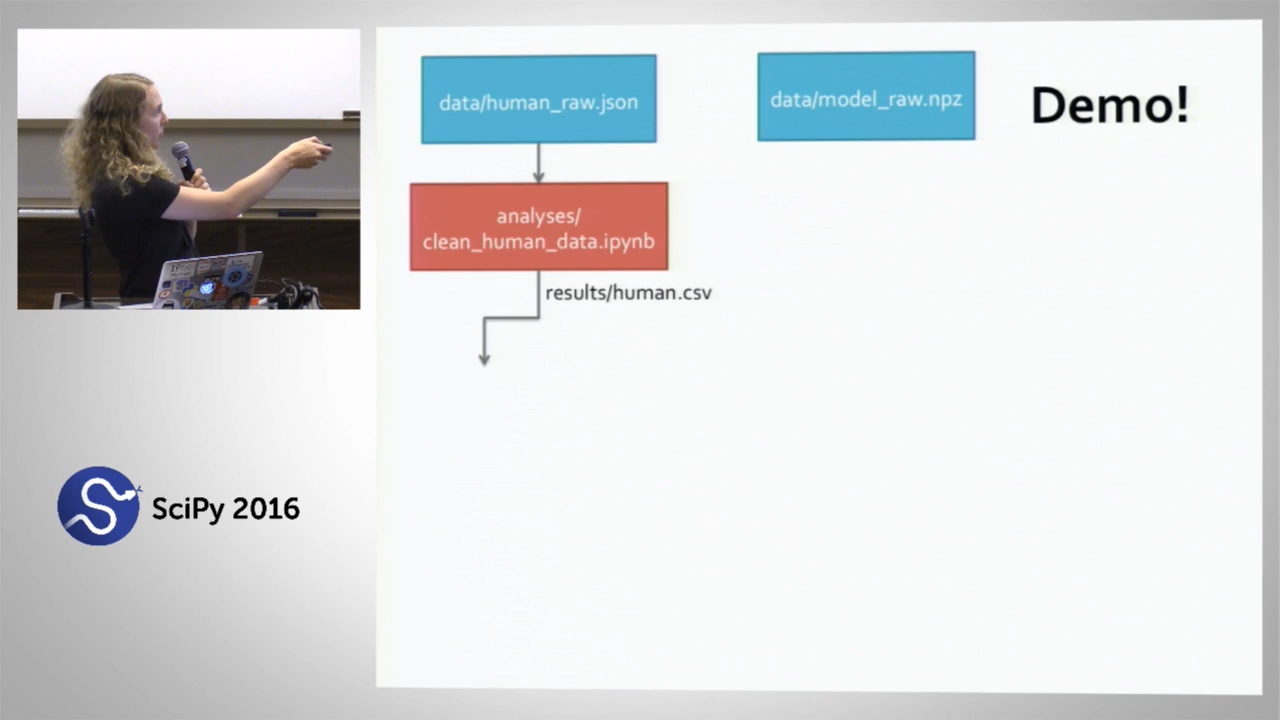 data/human_raw.json
data/model_raw.npz
Demo!
analyses/
clean_human_data.ipynb
results/human.csv
SciPy 2016